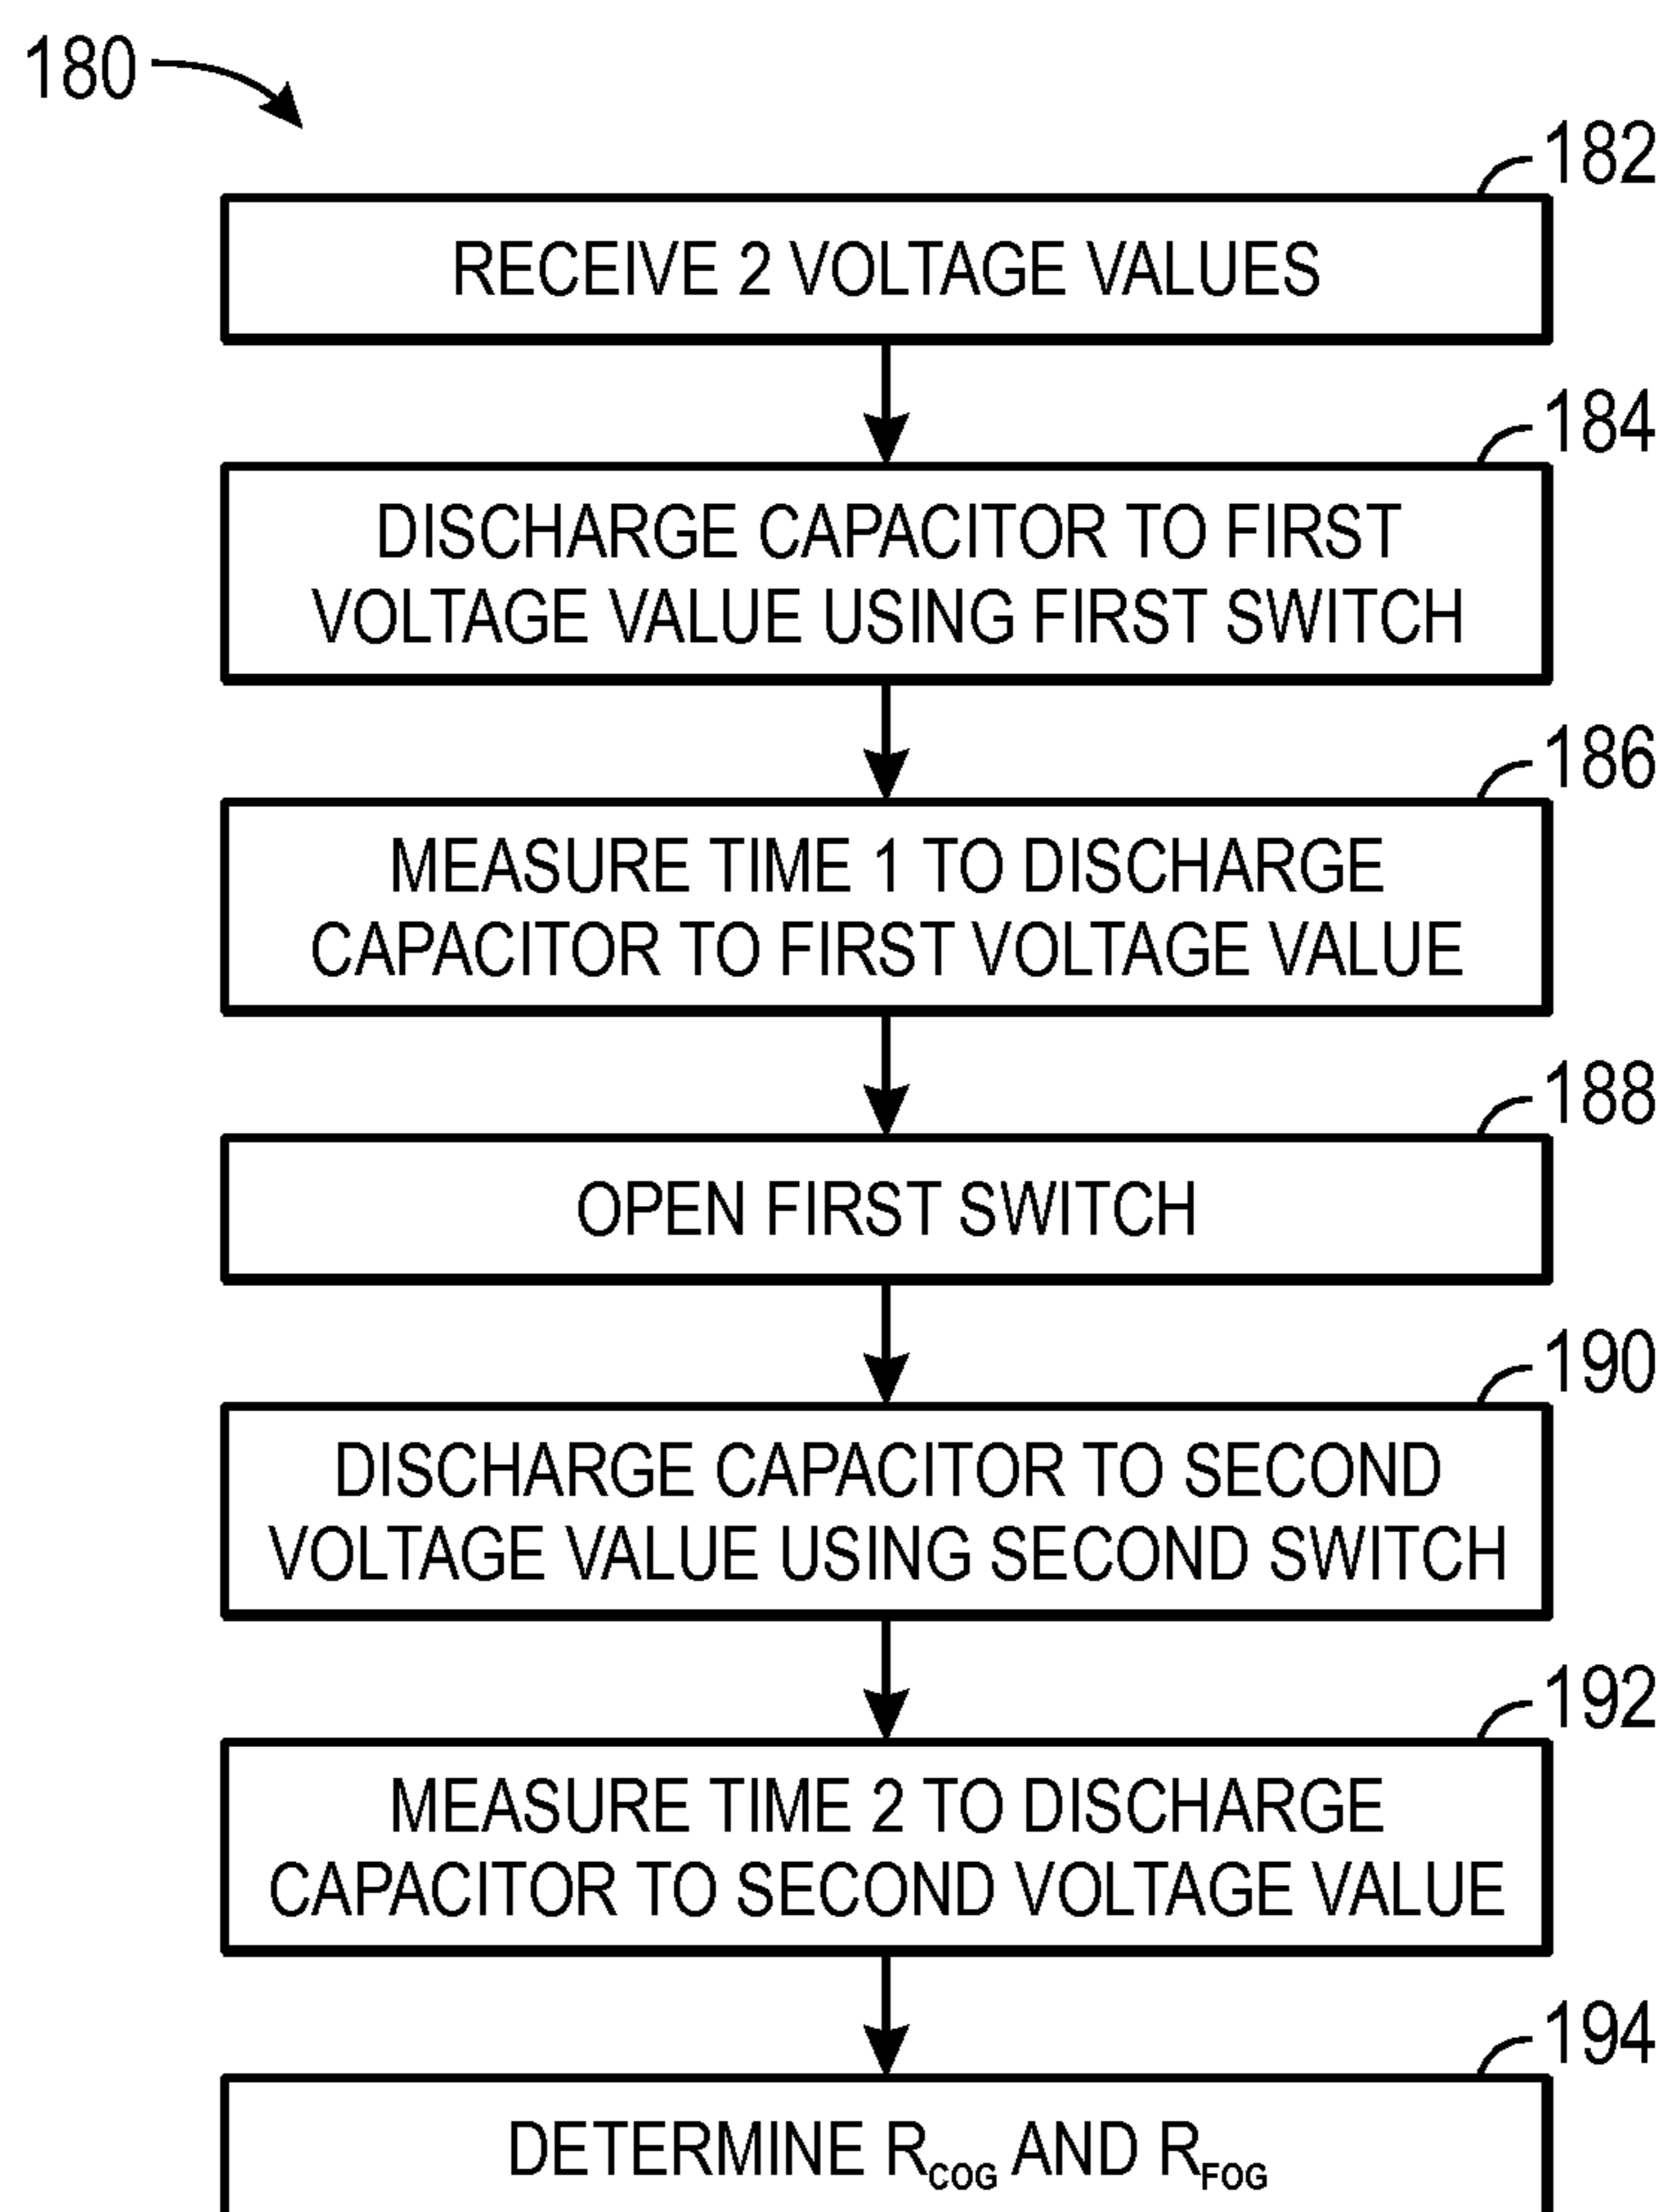 180
182
RECEIVE 2 VOLTAGE VALUES
184
DISCHARGE CAPACITOR TO FIRST
VOLTAGE VALUE USING FIRST SWITCH
186
MEASURE TIME 1 TO DISCHARGE
CAPACITOR TO FIRST VOLTAGE VALUE
188
OPEN FIRST SWITCH
190
DISCHARGE CAPACITOR TO SECOND
VOLTAGE VALUE USING SECOND SWITCH
192
MEASURE TIME 2 TO DISCHARGE
CAPACITOR TO SECOND VOLTAGE VALUE
194
DETERMINE RCOG AND RFOG